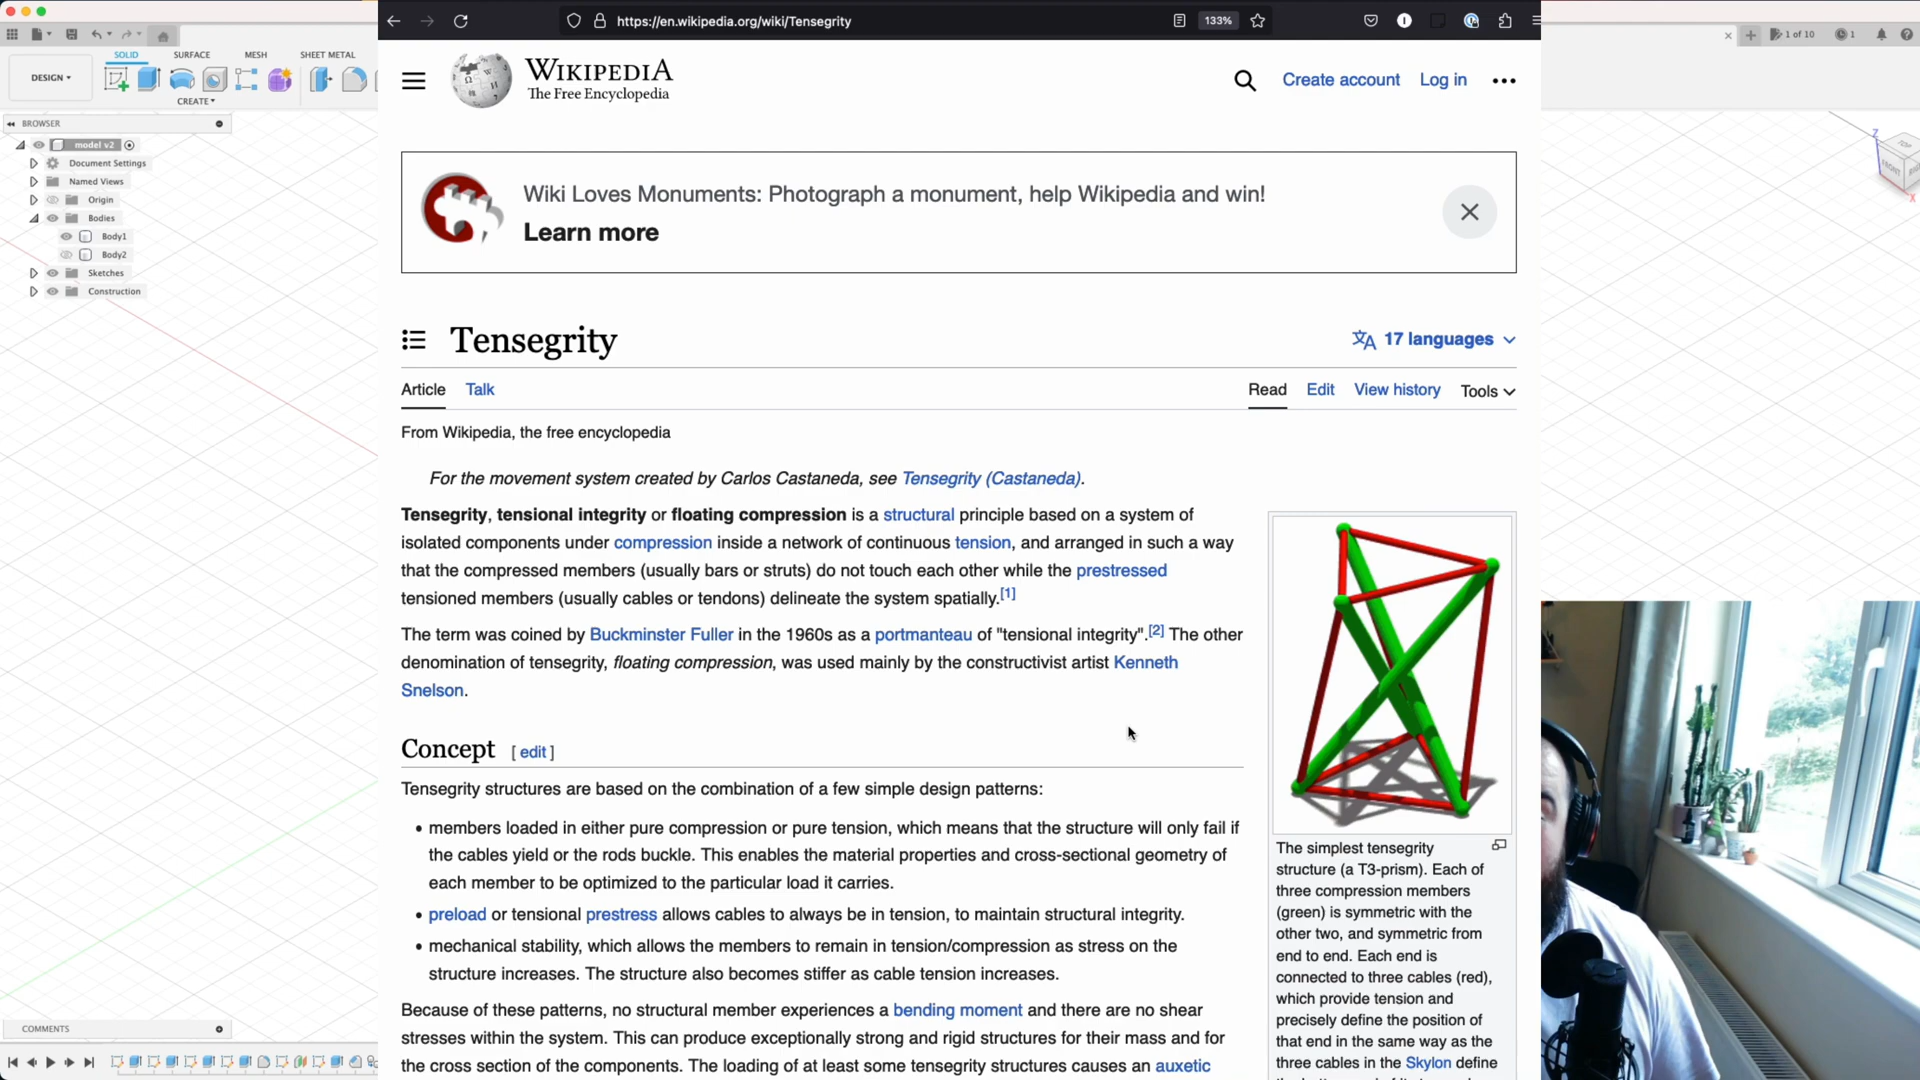 https://en.wikipedia.org/wiki/Tensegrity
133%
1 of 10
1
SOLID
SURFACE
MESH
SHEET METAL
DESIGN
CREATE
BROWSER
model v2
Document Settings
Named Views
Origin
Bodies
Body1
Body2
Sketches
Construction
COMMENTS
Z
TOP
FRONT
X
WIKIPEDIA
The Free Encyclopedia
Create account
Log in
Wiki Loves Monuments: Photograph a monument, help Wikipedia and win!
Learn more
Tensegrity
17 languages
Article
Talk
Read
Edit
View history
Tools
From Wikipedia, the free encyclopedia
For the movement system created by Carlos Castaneda, see Tensegrity (Castaneda).
Tensegrity, tensional integrity or floating compression is a structural principle based on a system of
isolated components under compression inside a network of continuous tension, and arranged in such a way
that the compressed members (usually bars or struts) do not touch each other while the prestressed
tensioned members (usually cables or tendons) delineate the system spatially.[1]
The term was coined by Buckminster Fuller in the 1960s as a portmanteau of "tensional integrity".[2] The other
denomination of tensegrity, floating compression, was used mainly by the constructivist artist Kenneth
Snelson.
Concept [ edit ]
Tensegrity structures are based on the combination of a few simple design patterns:
• members loaded in either pure compression or pure tension, which means that the structure will only fail if
the cables yield or the rods buckle. This enables the material properties and cross-sectional geometry of
each member to be optimized to the particular load it carries.
• preload or tensional prestress allows cables to always be in tension, to maintain structural integrity.
• mechanical stability, which allows the members to remain in tension/compression as stress on the
structure increases. The structure also becomes stiffer as cable tension increases.
Because of these patterns, no structural member experiences a bending moment and there are no shear
stresses within the system. This can produce exceptionally strong and rigid structures for their mass and for
the cross section of the components. The loading of at least some tensegrity structures causes an auxetic
The simplest tensegrity
structure (a T3-prism). Each of
three compression members
(green) is symmetric with the
other two, and symmetric from
end to end. Each end is
connected to three cables (red),
which provide tension and
precisely define the position of
that end in the same way as the
three cables in the Skylon define